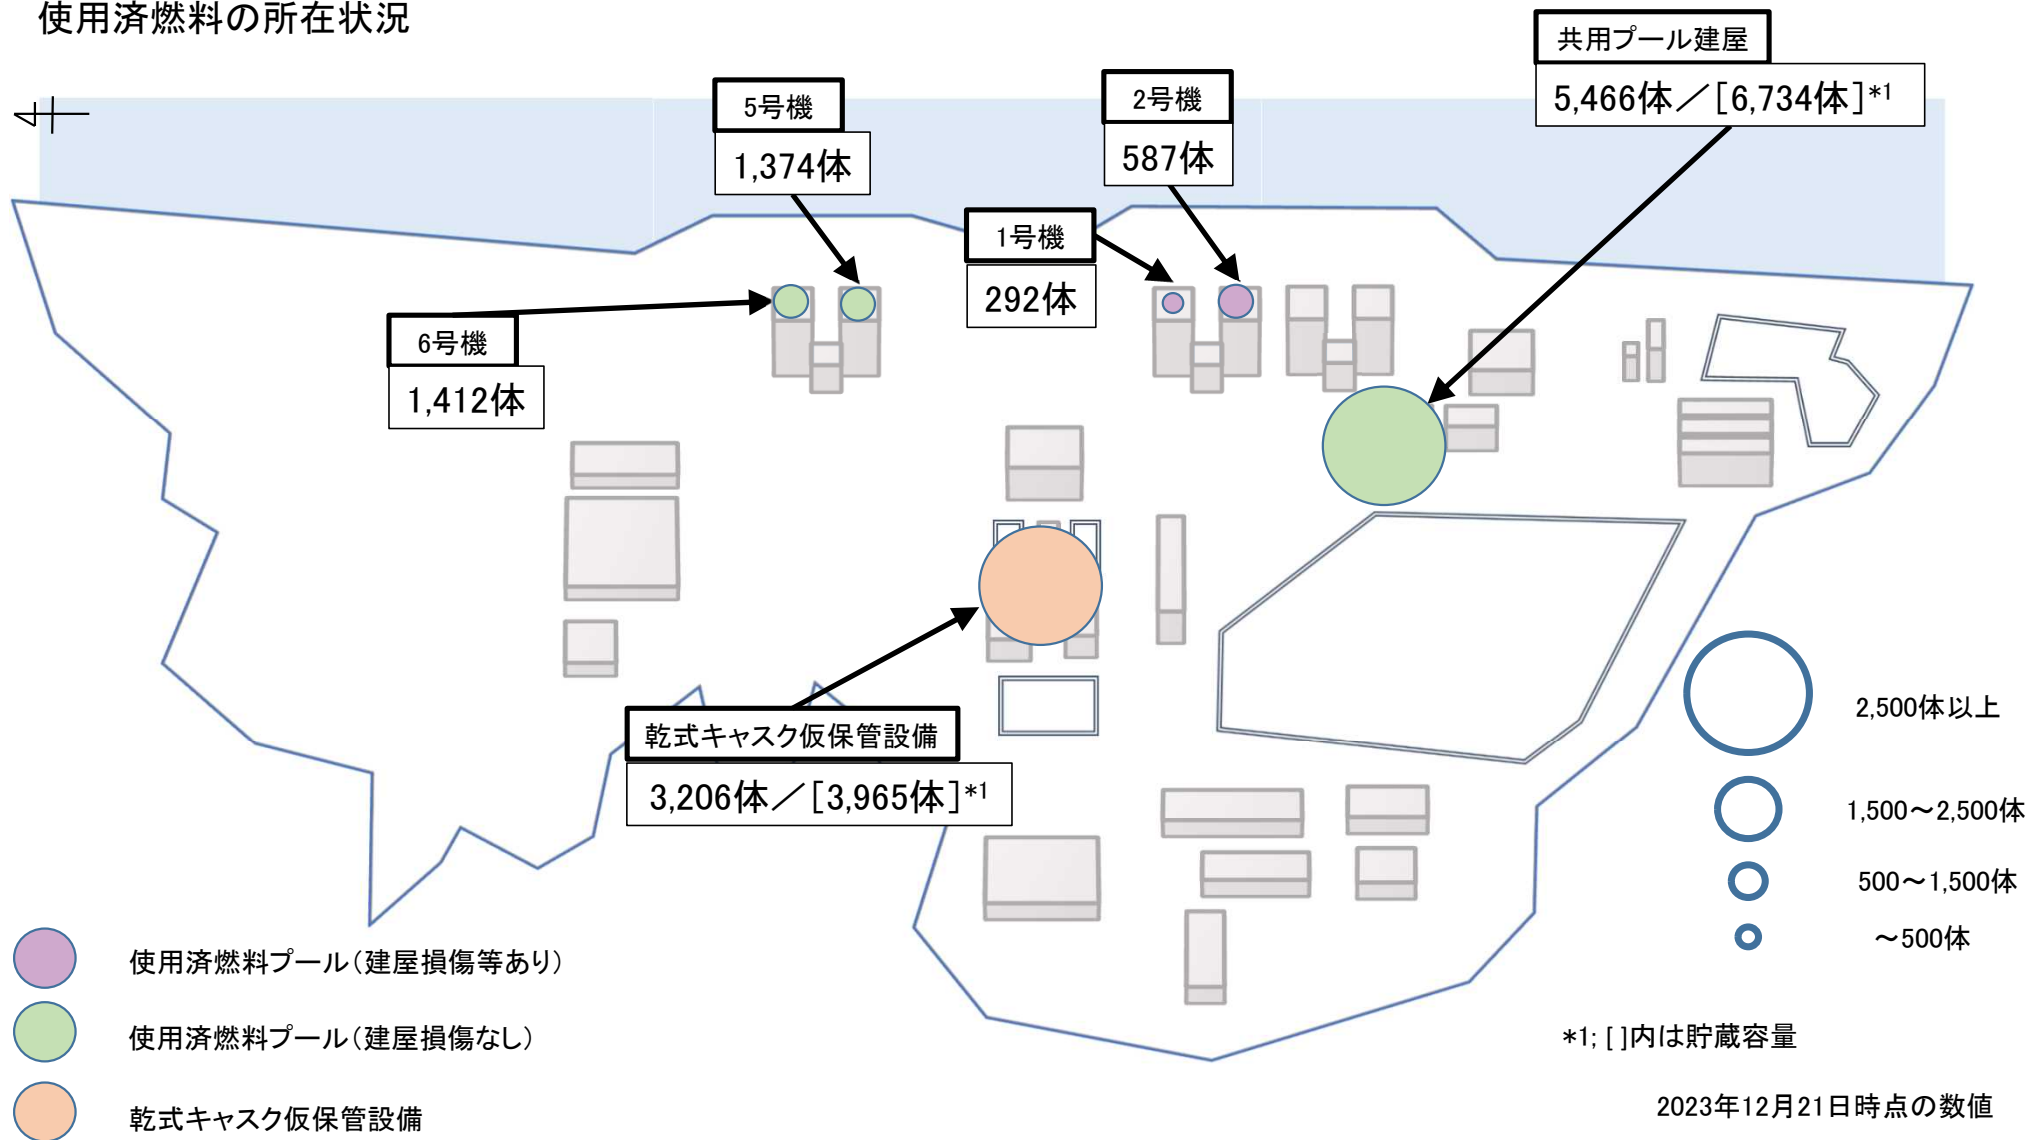 使用済燃料の所在状況
共用プール建屋
5,466体／[6,734体]*1
5号機
1,374体
2号機
587体
1号機
292体
6号機
1,412体
乾式キャスク仮保管設備
3,206体／[3,965体]*1
2,500体以上
1,500～2,500体
500～1,500体
～500体
使用済燃料プール（建屋損傷等あり）
使用済燃料プール（建屋損傷なし）
乾式キャスク仮保管設備
*1; [ ]内は貯蔵容量
2023年12月21日時点の数値